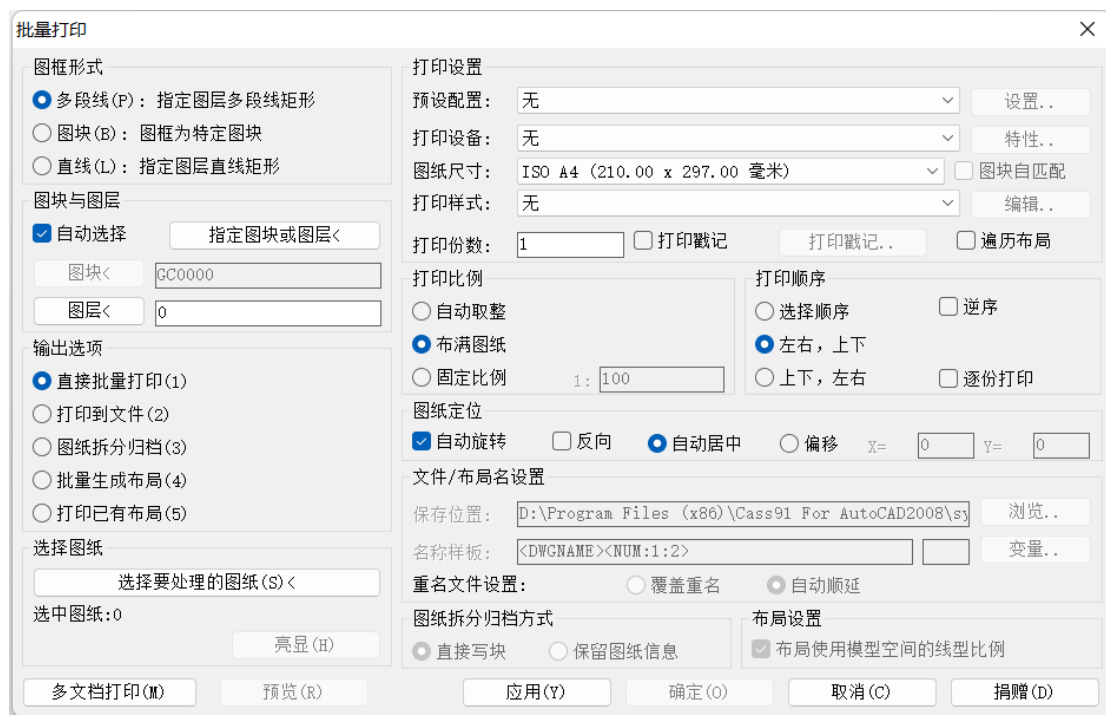 批量打印
图框形式
多段线(P): 指定图层多段线矩形
图块(B): 图框为特定图块
直线(L): 指定图层直线矩形
图块与图层
自动选择 指定图块或图层<
图块< GC0000
图层< 0
输出选项
直接批量打印(1)
打印到文件(2)
图纸拆分归档(3)
批量生成布局(4)
打印已有布局(5)
选择图纸
选择要处理的图纸(S)<
选中图纸:0
亮显(H)
打印设置
预设配置: 无 设置..
打印设备: 无 特性..
图纸尺寸: ISO A4 (210.00 x 297.00 毫米) 图块自匹配
打印样式: 无 编辑..
打印份数: 1 打印戳记 打印戳记.. 遍历布局
打印比例
自动取整
布满图纸
固定比例 1: 100
打印顺序
选择顺序 逆序
左右，上下
上下，左右 逐份打印
图纸定位
自动旋转 反向 自动居中 偏移 X= 0 Y= 0
文件/布局名设置
保存位置: D:\Program Files (x86)\Cass91 For AutoCAD2008\sy 浏览..
名称样板: <DWGNAME><NUM:1:2> 变量..
重名文件设置: 覆盖重名 自动顺延
图纸拆分归档方式
直接写块 保留图纸信息
布局设置
布局使用模型空间的线型比例
多文档打印(M) 预览(R) 应用(Y) 确定(O) 取消(C) 捐赠(D)